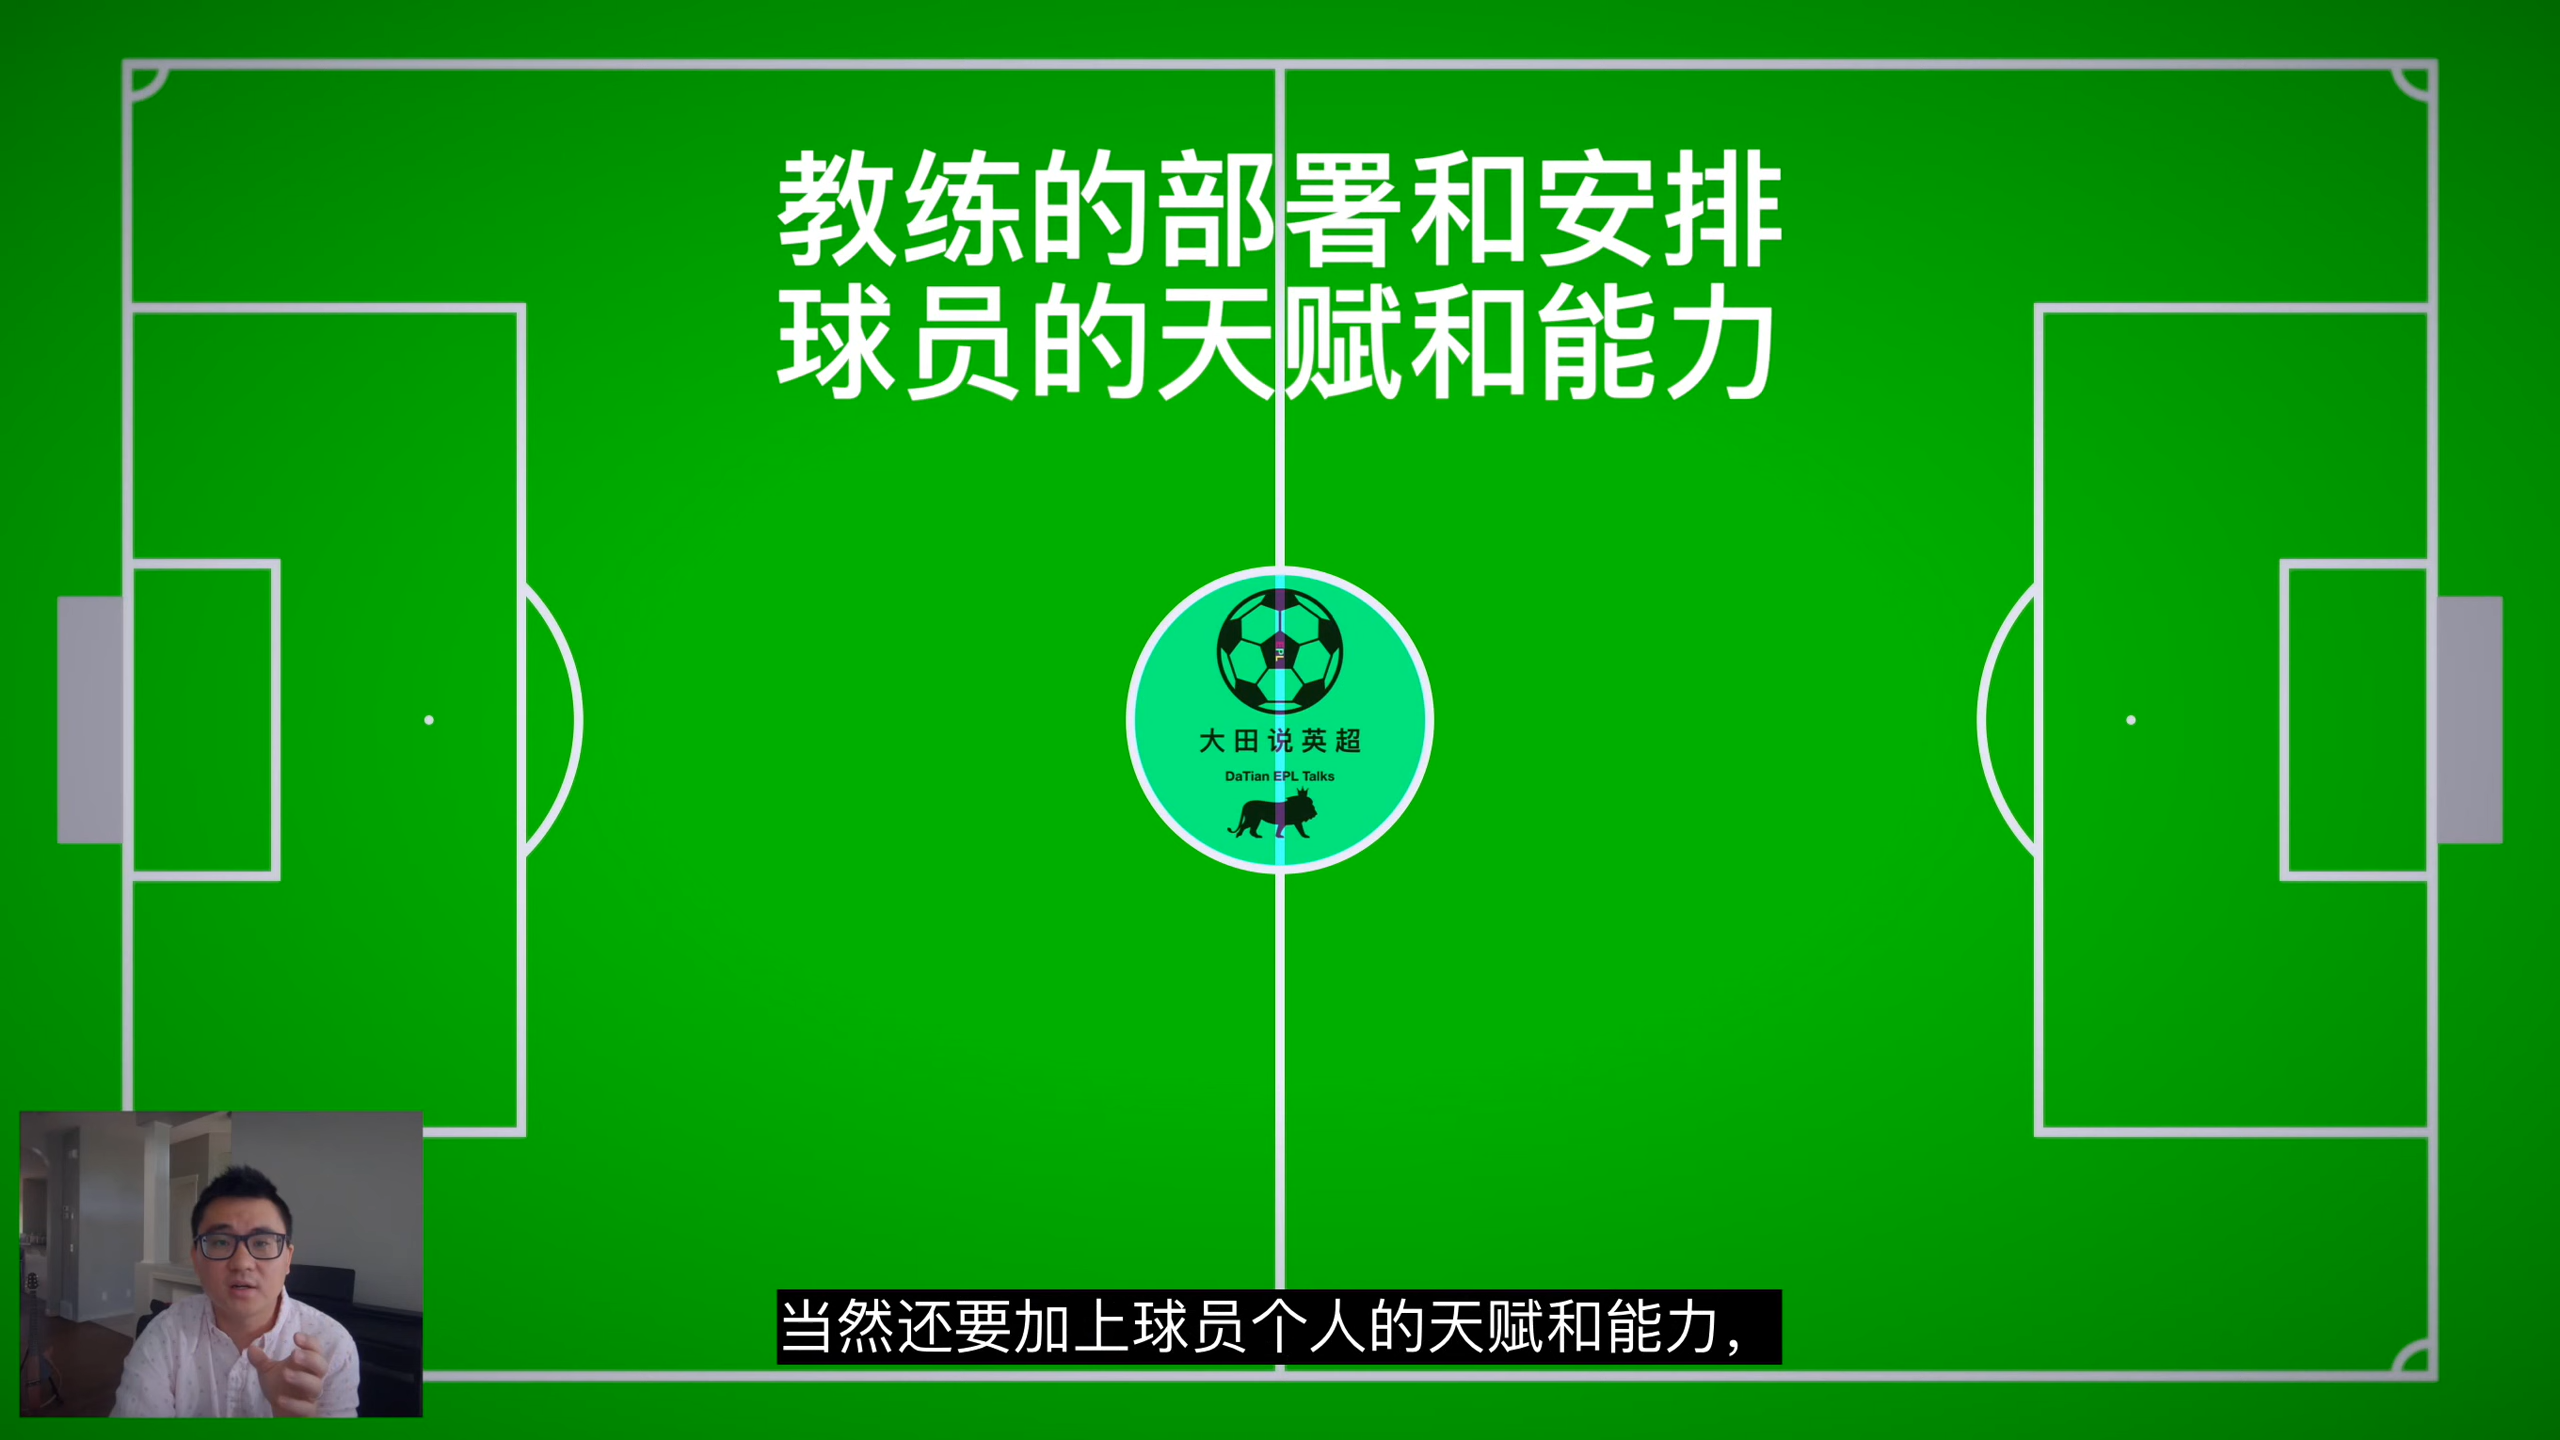 教练的部署和安排
球员的天赋和能力
EPL
大田说英超
DaTian EPL Talks
当然还要加上球员个人的天赋和能力，